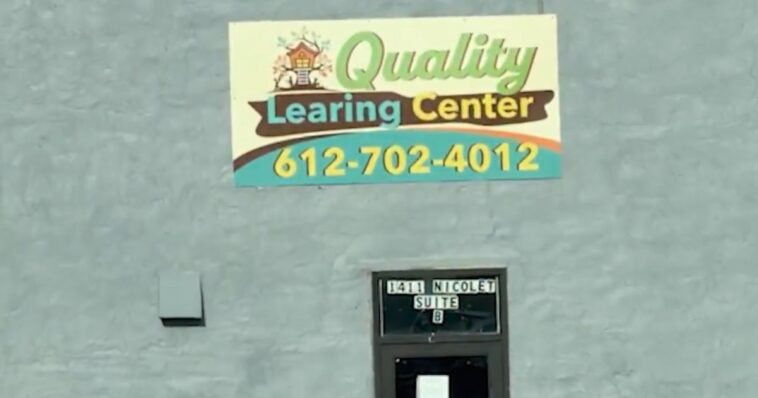 Quality
Learing Center
612-702-4012
1411 NICOLET
SUITE
B